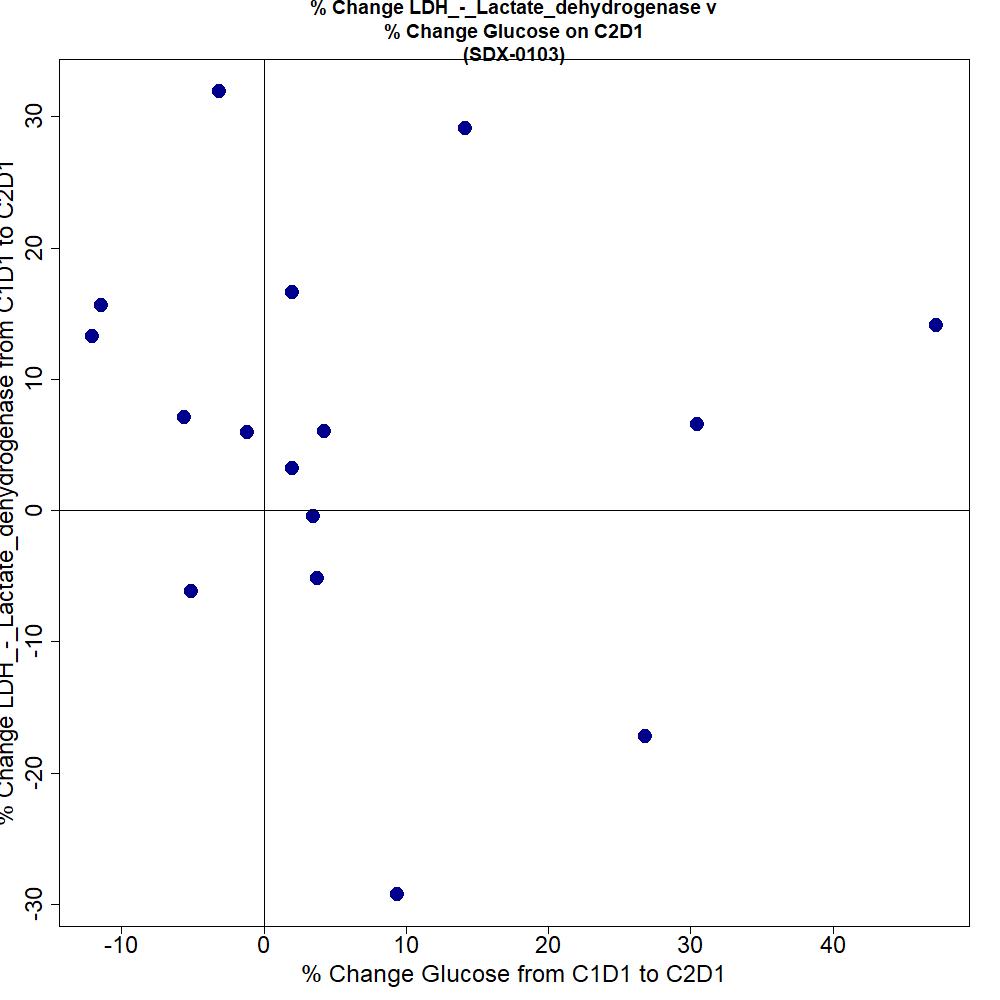 % Change LDH_-_Lactate_dehydrogenase v
% Change Glucose on C2D1
(SDX-0103)
% Change LDH_-_Lactate_dehydrogenase from C1D1 to C2D1
30
20
10
0
-10
-20
-30
-10 0 10 20 30 40
% Change Glucose from C1D1 to C2D1